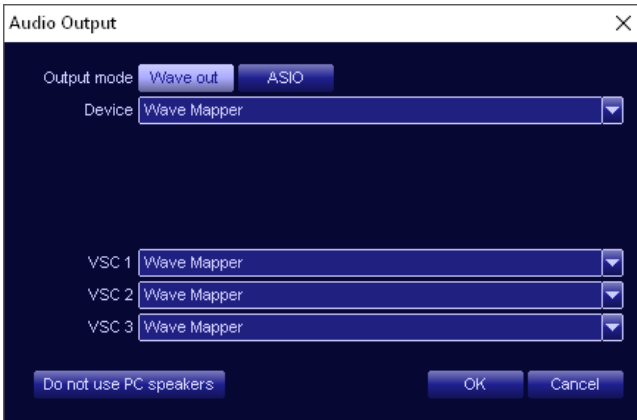 Audio Output
Output mode Wave out ASIO
Device Wave Mapper
VSC 1 Wave Mapper
VSC 2 Wave Mapper
VSC 3 Wave Mapper
Do not use PC speakers OK Cancel